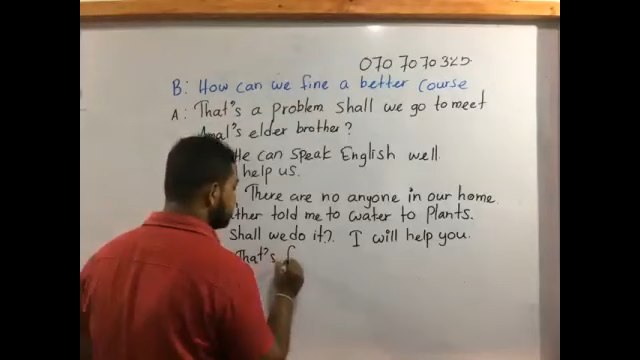 070 7070 325
B: How can we fine a better course
A: That's a problem shall we go to meet
Amal's elder brother?
He can speak English well.
help us.
There are no anyone in our home
told me to water to Plants.
Shall we do it?. I will help you.
That's f